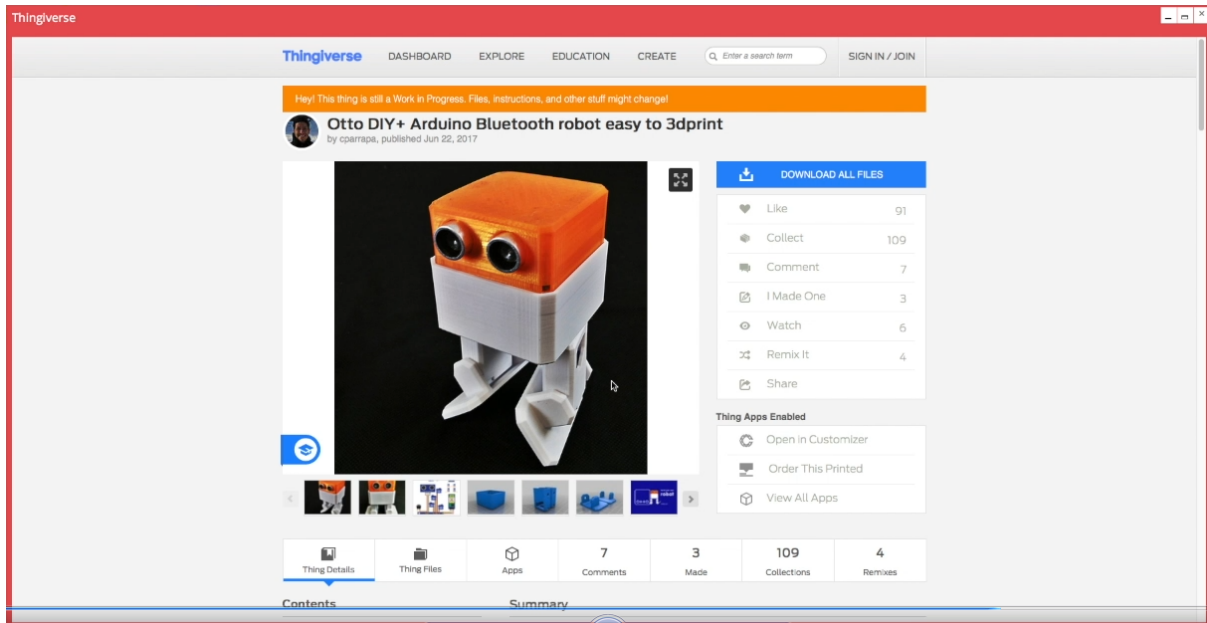 Thingiverse
Thingiverse DASHBOARD EXPLORE EDUCATION CREATE Enter a search term SIGN IN / JOIN
Hey! This thing is still a Work in Progress. Files, instructions, and other stuff might change!
Otto DIY+ Arduino Bluetooth robot easy to 3dprint
by cparrapa, published Jun 22, 2017
DOWNLOAD ALL FILES
Like 91
Collect 109
Comment 7
I Made One 3
Watch 6
Remix It 4
Share
Thing Apps Enabled
Open in Customizer
Order This Printed
View All Apps
Thing Details
Thing Files
Apps
7 Comments
3 Made
109 Collections
4 Remixes
Contents
Summary